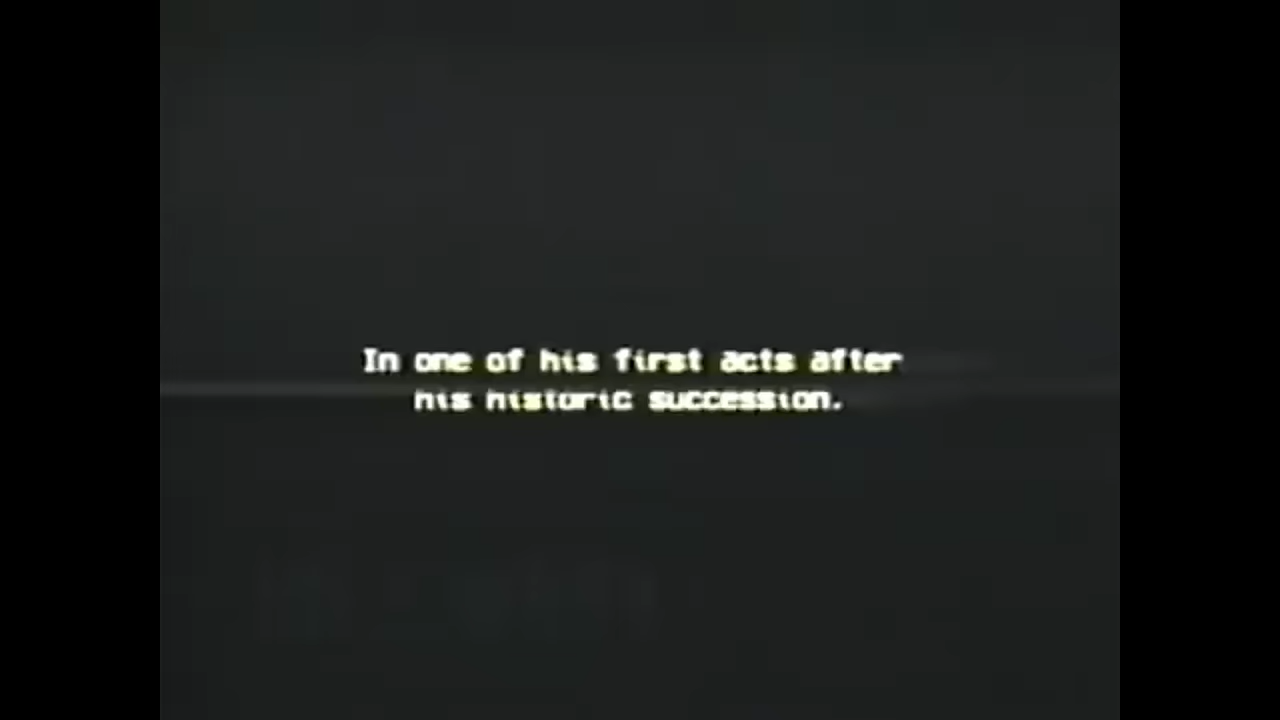 In one of his first acts after
his historic succession.